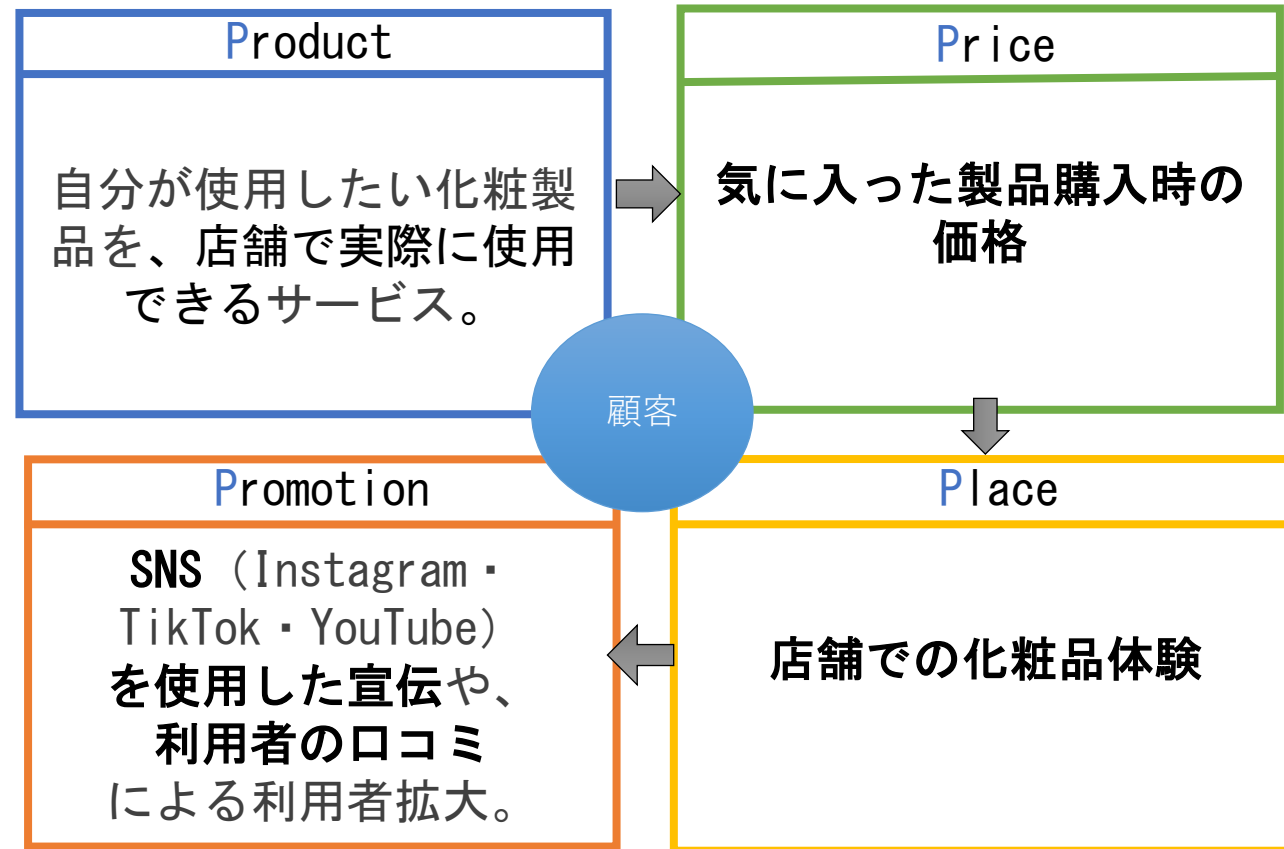 Product
自分が使用したい化粧製
品を、店舗で実際に使用
できるサービス。
Price
気に入った製品購入時の
価格
顧客
Promotion
SNS（Instagram・
TikTok・YouTube）
を使用した宣伝や、
利用者の口コミ
による利用者拡大。
Place
店舗での化粧品体験